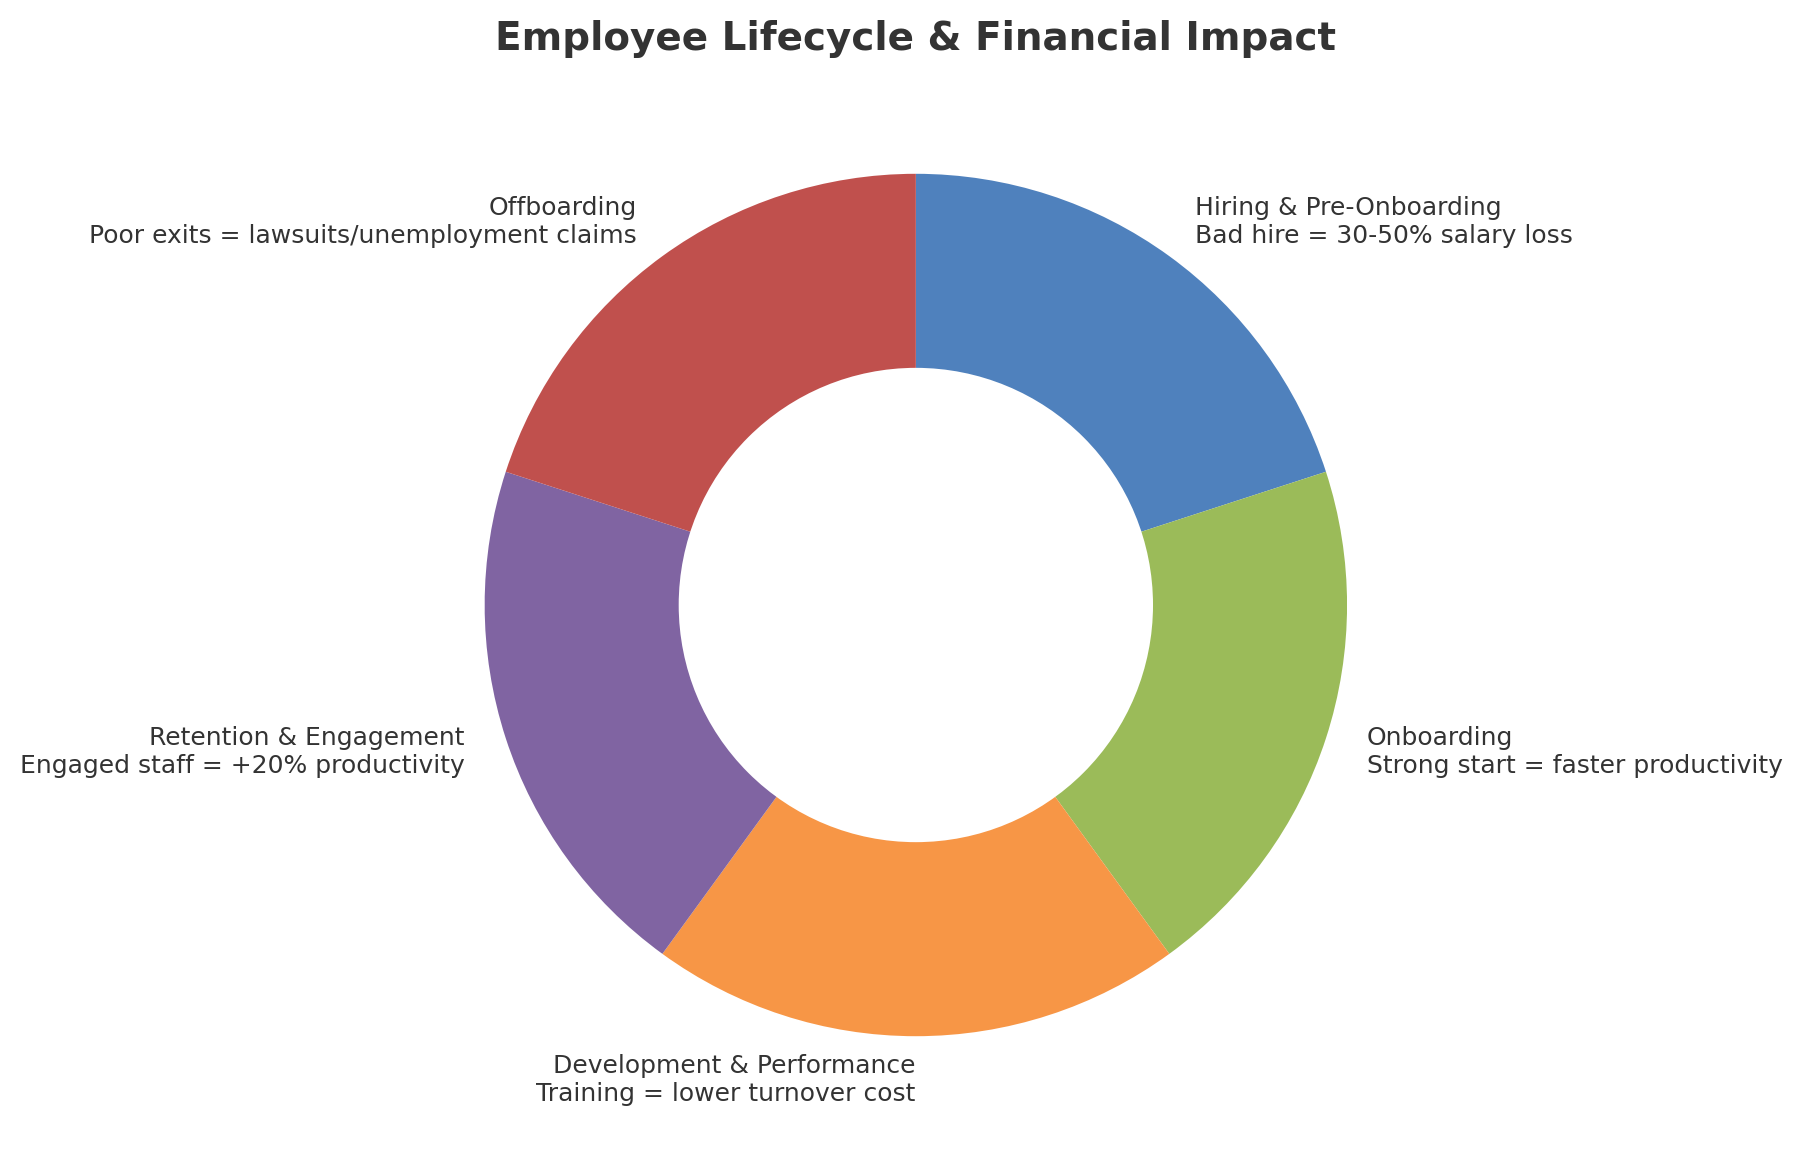 Employee Lifecycle & Financial Impact
Offboarding
Poor exits = lawsuits/unemployment claims
Hiring & Pre-Onboarding
Bad hire = 30-50% salary loss
Retention & Engagement
Engaged staff = +20% productivity
Onboarding
Strong start = faster productivity
Development & Performance
Training = lower turnover cost